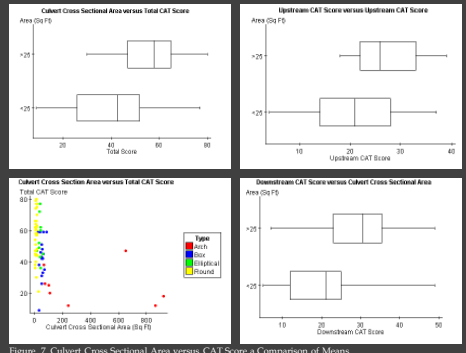 Culvert Cross Sectional Area versus Total CAT Score
Area (Sq Ft)
>25
<25
20
40
60
80
Total Score
Upstream CAT Score versus Upstream CAT Score
Area (Sq Ft)
>25
<25
10
20
30
40
Upstream CAT Score
Culvert Cross Section Area versus Total CAT Score
Total CAT Score
80
60
40
20
0
200
400
600
800
Culvert Cross Sectional Area (Sq Ft)
Type
Arch
Box
Elliptical
Round
Downstream CAT Score versus Culvert Cross Sectional Area
Area (Sq Ft)
>25
<25
10
20
30
40
50
Downstream CAT Score
Figure 7 Culvert Cross Sectional Area versus CAT Score a Comparison of Means